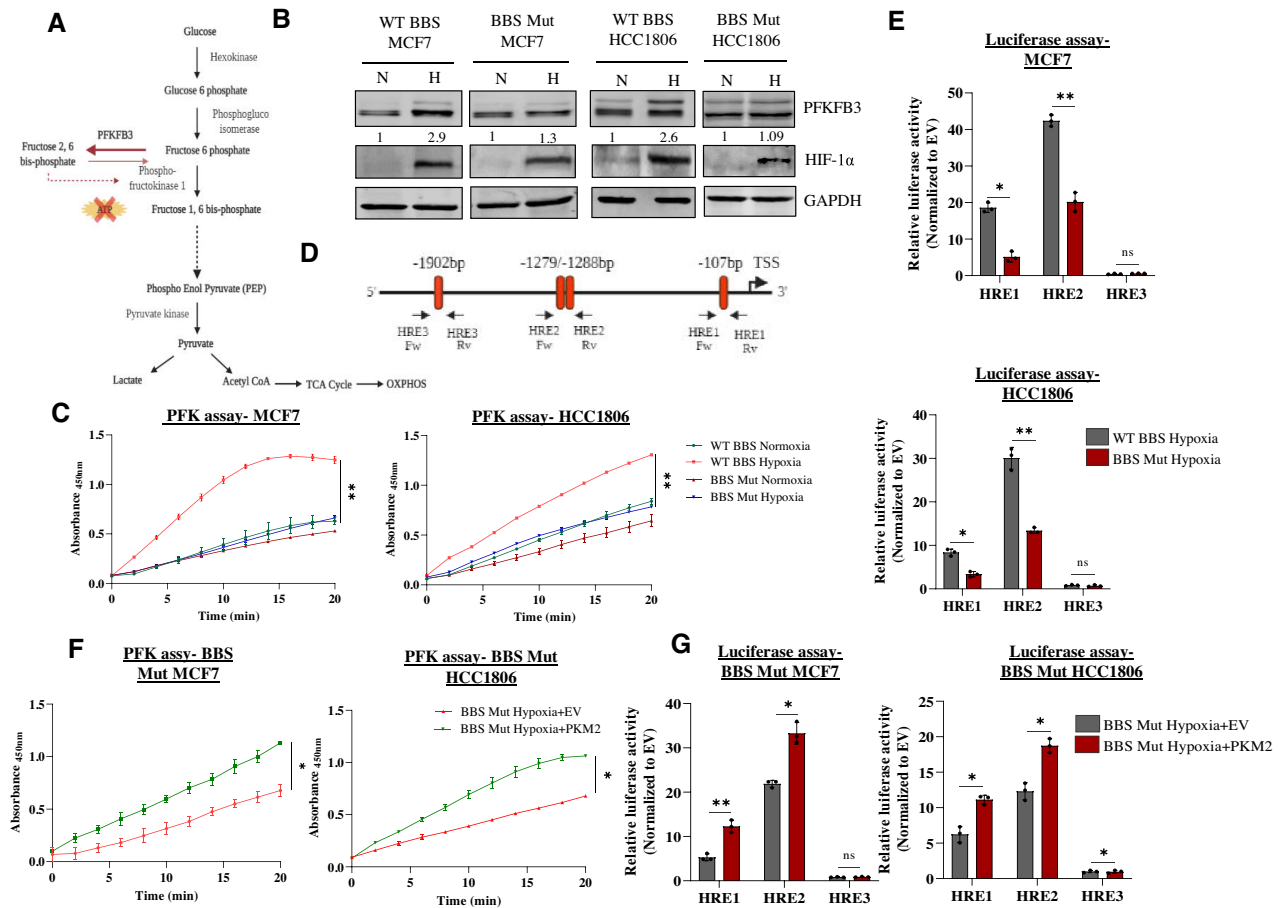 A
Glucose
Hexokinase
Glucose 6 phosphate
Phosphogluco
isomerase
PFKFB3
Fructose 2, 6
bis-phosphate
Fructose 6 phosphate
Phospho-
fructokinase 1
ATP
Fructose 1, 6 bis-phosphate
Phospho Enol Pyruvate (PEP)
Pyruvate kinase
Pyruvate
Lactate
Acetyl CoA
TCA Cycle
OXPHOS
B
WT BBS
MCF7
BBS Mut
MCF7
WT BBS
HCC1806
BBS Mut
HCC1806
N H N H N H N H
PFKFB3
1 2.9 1 1.3 1 2.6 1 1.09
HIF-1α
GAPDH
D
-1902bp
-1279/-1288bp
-107bp
TSS
5'
3'
HRE3
Fw
HRE3
Rv
HRE2
Fw
HRE2
Rv
HRE1
Fw
HRE1
Rv
C
PFK assay- MCF7
Absorbance 450nm
1.5
1.0
0.5
0.0
0 5 10 15 20
Time (min)
**
PFK assay- HCC1806
Absorbance 450nm
1.5
1.0
0.5
0.0
0 5 10 15 20
Time (min)
**
WT BBS Normoxia
WT BBS Hypoxia
BBS Mut Normoxia
BBS Mut Hypoxia
E
Luciferase assay-
MCF7
Relative luciferase activity
(Normalized to EV)
50
40
30
20
10
0
*
**
ns
HRE1 HRE2 HRE3
Luciferase assay-
HCC1806
Relative luciferase activity
(Normalized to EV)
40
30
20
10
0
*
**
ns
HRE1 HRE2 HRE3
WT BBS Hypoxia
BBS Mut Hypoxia
F
PFK assy- BBS
Mut MCF7
Absorbance 450nm
1.5
1.0
0.5
0.0
0 5 10 15 20
Time (min)
*
PFK assay- BBS Mut
HCC1806
Absorbance 450nm
1.5
1.0
0.5
0.0
0 5 10 15 20
Time (min)
*
BBS Mut Hypoxia+EV
BBS Mut Hypoxia+PKM2
G
Luciferase assay-
BBS Mut MCF7
Relative luciferase activity
(Normalized to EV)
40
30
20
10
0
**
*
ns
HRE1 HRE2 HRE3
Luciferase assay-
BBS Mut HCC1806
Relative luciferase activity
(Normalized to EV)
25
20
15
10
5
0
*
*
*
HRE1 HRE2 HRE3
BBS Mut Hypoxia+EV
BBS Mut Hypoxia+PKM2